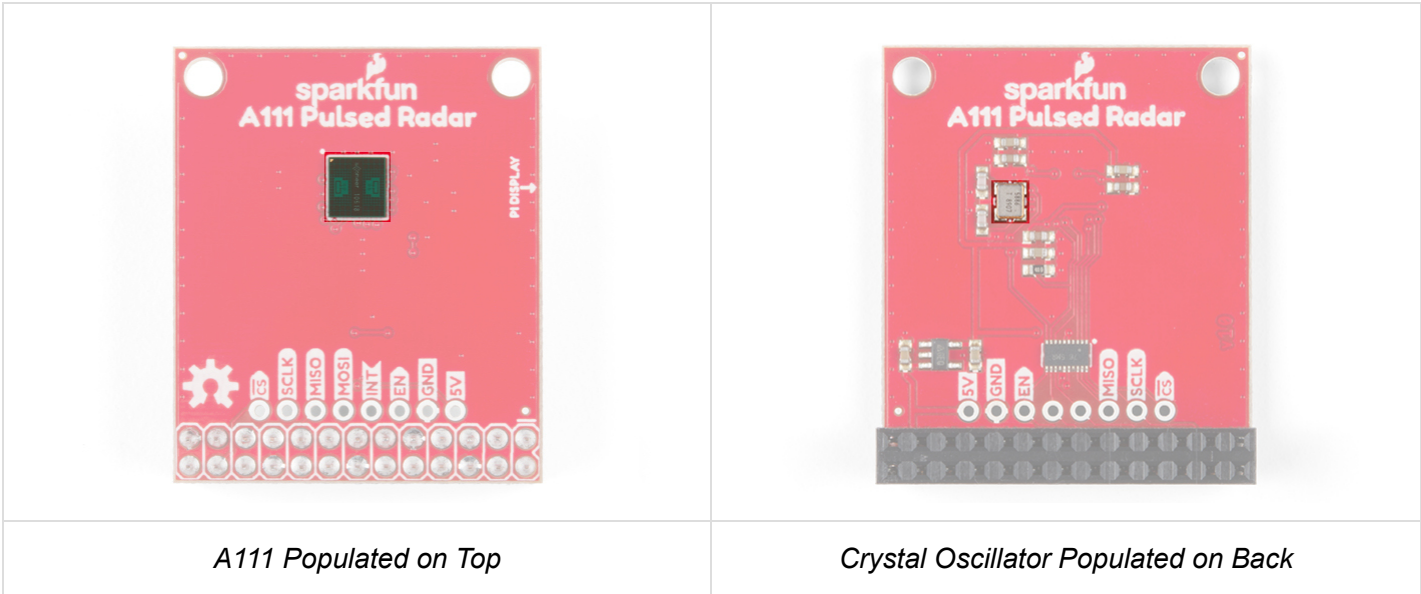 sparkfun
A111 Pulsed Radar
PI DISPLAY
CS
SCLK
MISO
MOSI
INT
EN
GND
5V
A111 Populated on Top
sparkfun
A111 Pulsed Radar
5V
GND
EN
MISO
SCLK
CS
Crystal Oscillator Populated on Back